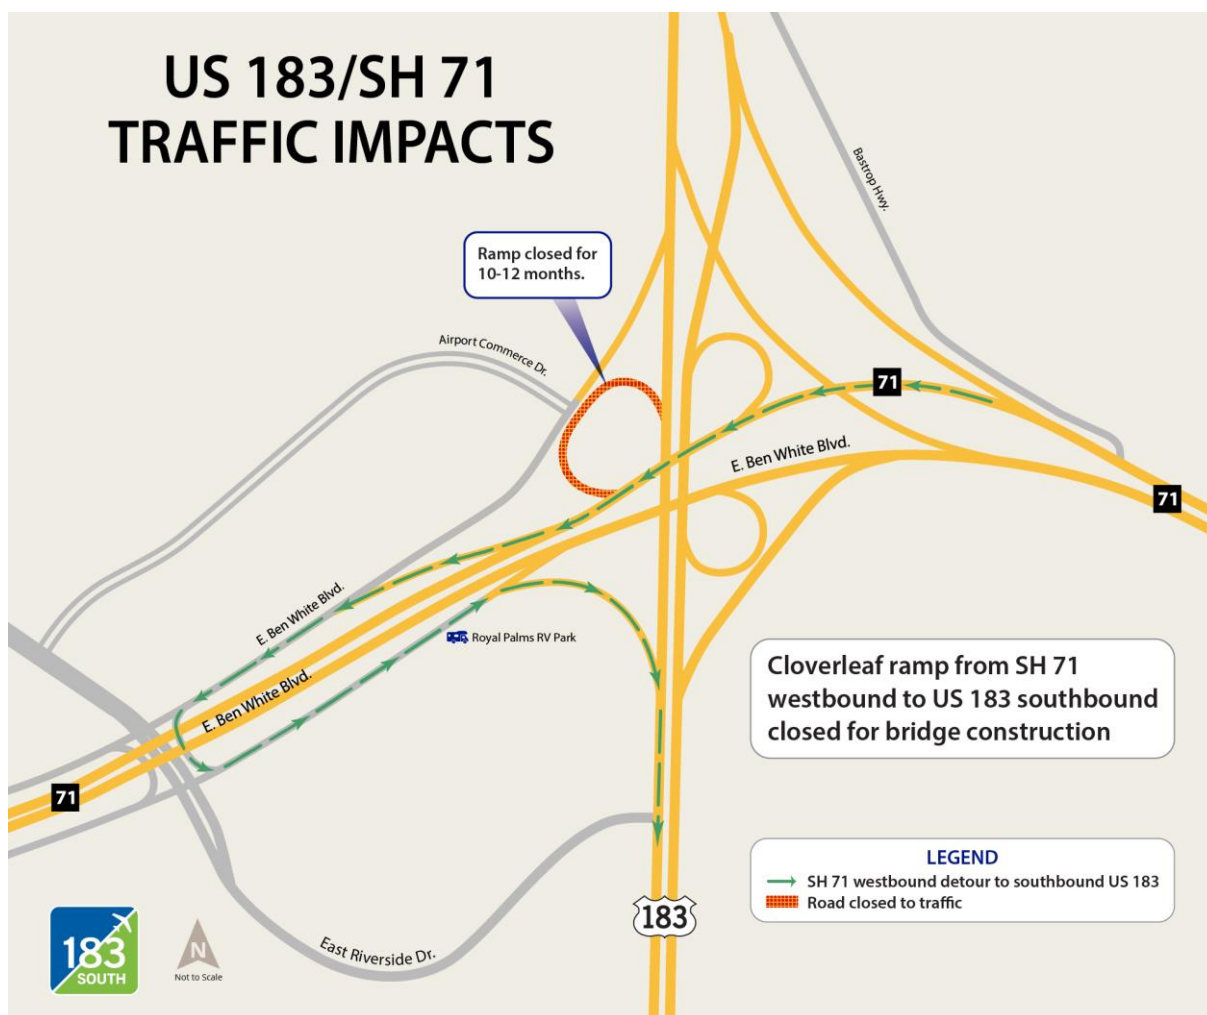 US 183/SH 71
TRAFFIC IMPACTS
Bastrop Hwy.
Ramp closed for
10-12 months.
Airport Commerce Dr.
71
E. Ben White Blvd.
71
E. Ben White Blvd.
Royal Palms RV Park
E. Ben White Blvd.
Cloverleaf ramp from SH 71
westbound to US 183 southbound
closed for bridge construction
71
LEGEND
SH 71 westbound detour to southbound US 183
Road closed to traffic
183
SOUTH
N
Not to Scale
East Riverside Dr.
183